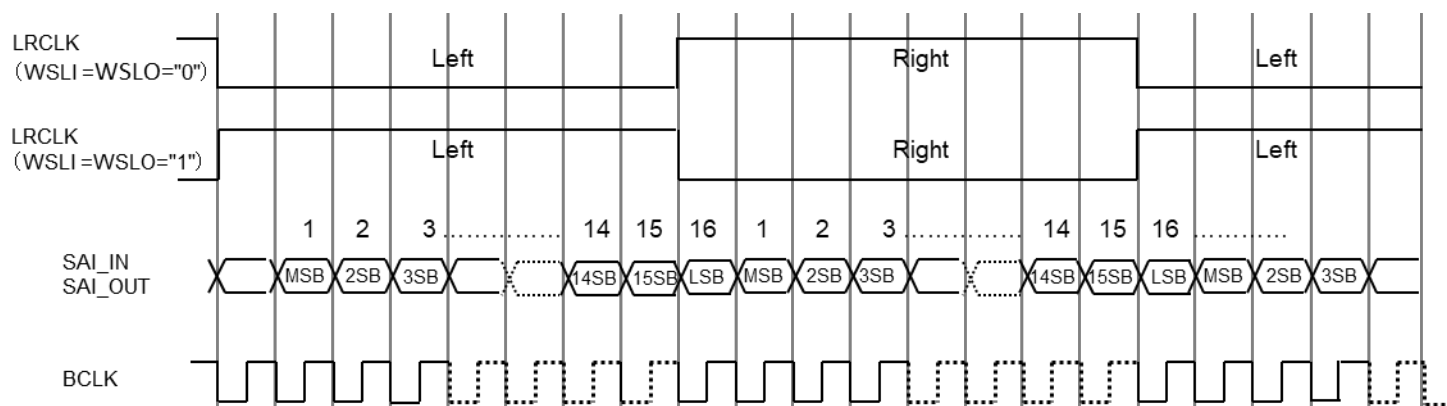 LRCLK
（WSLI =WSLO="0"）
Left Right Left
LRCLK
（WSLI =WSLO="1"）
Left Right Left
1 2 3 ............. 14 15 16 1 2 3 ............. 14 15 16 .............
SAI_IN
SAI_OUT
MSB 2SB 3SB 14SB 15SB LSB MSB 2SB 3SB 14SB 15SB LSB MSB 2SB 3SB
BCLK